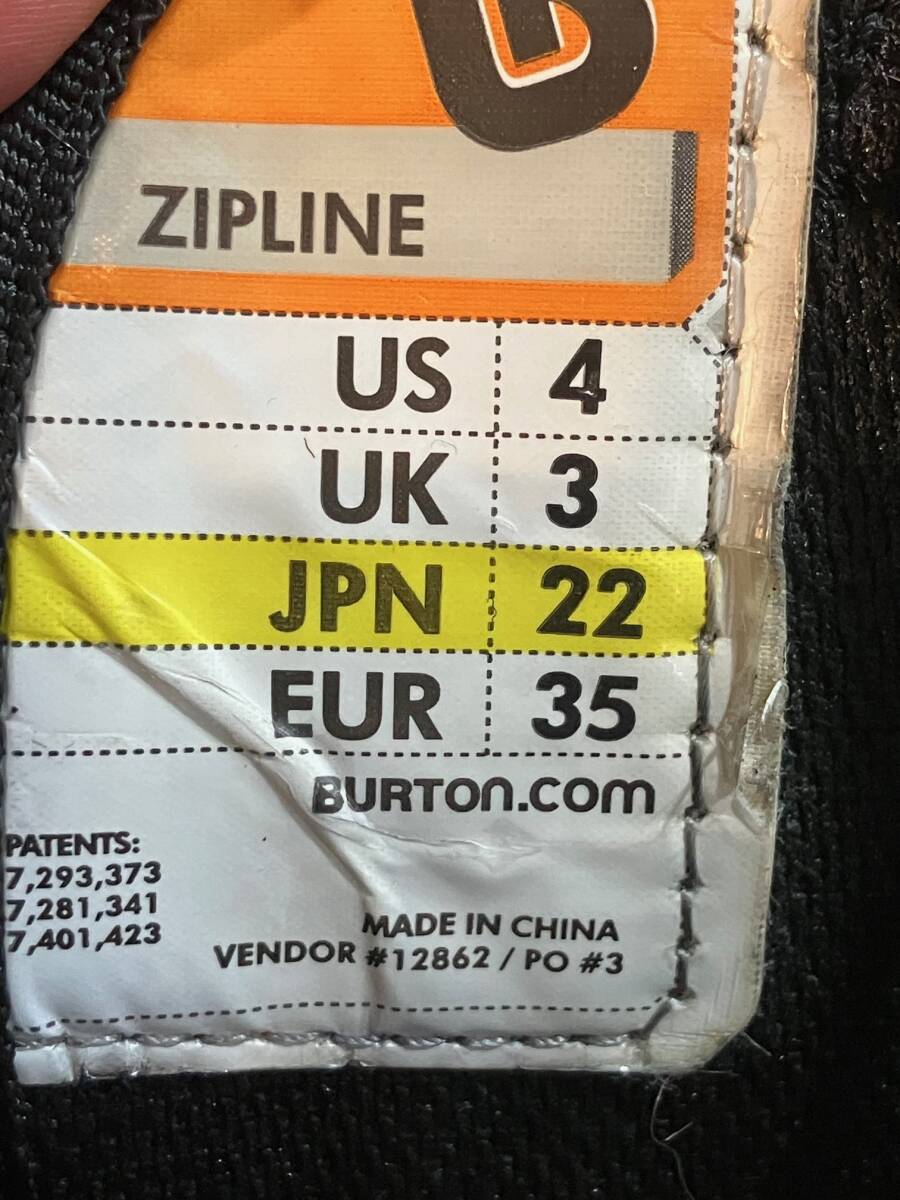 ZIPLINE
US 4
UK 3
JPN 22
EUR 35
BURTON.COM
PATENTS:
7,293,373
7,281,341
7,401,423
MADE IN CHINA
VENDOR #12862 / PO #3